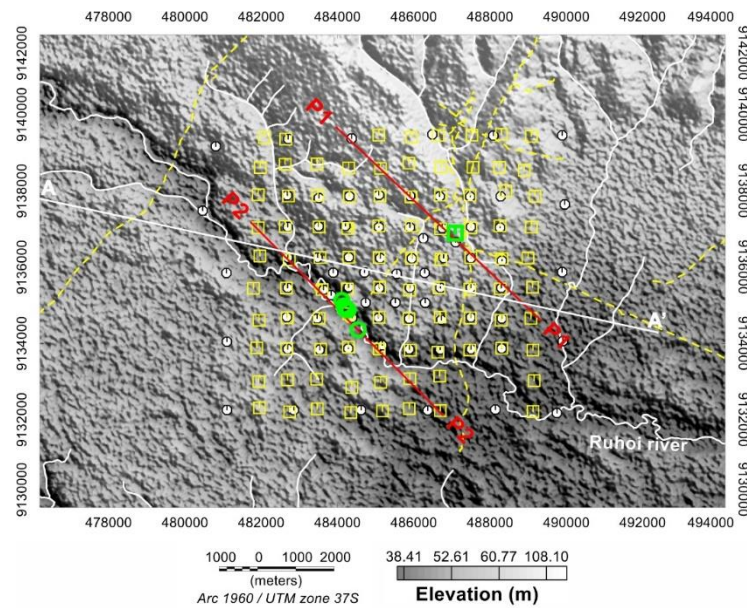 478000 480000 482000 484000 486000 488000 490000 492000 494000
9142000 9142000
9140000 9140000
9138000 9138000
9136000 9136000
9134000 9134000
9132000 9132000
9130000 9130000
P1
A
P2
A'
P1
P2
Ruhoi river
478000 480000 482000 484000 486000 488000 490000 492000 494000
1000 0 1000 2000
(meters)
Arc 1960 / UTM zone 37S
38.41 52.61 60.77 108.10
Elevation (m)